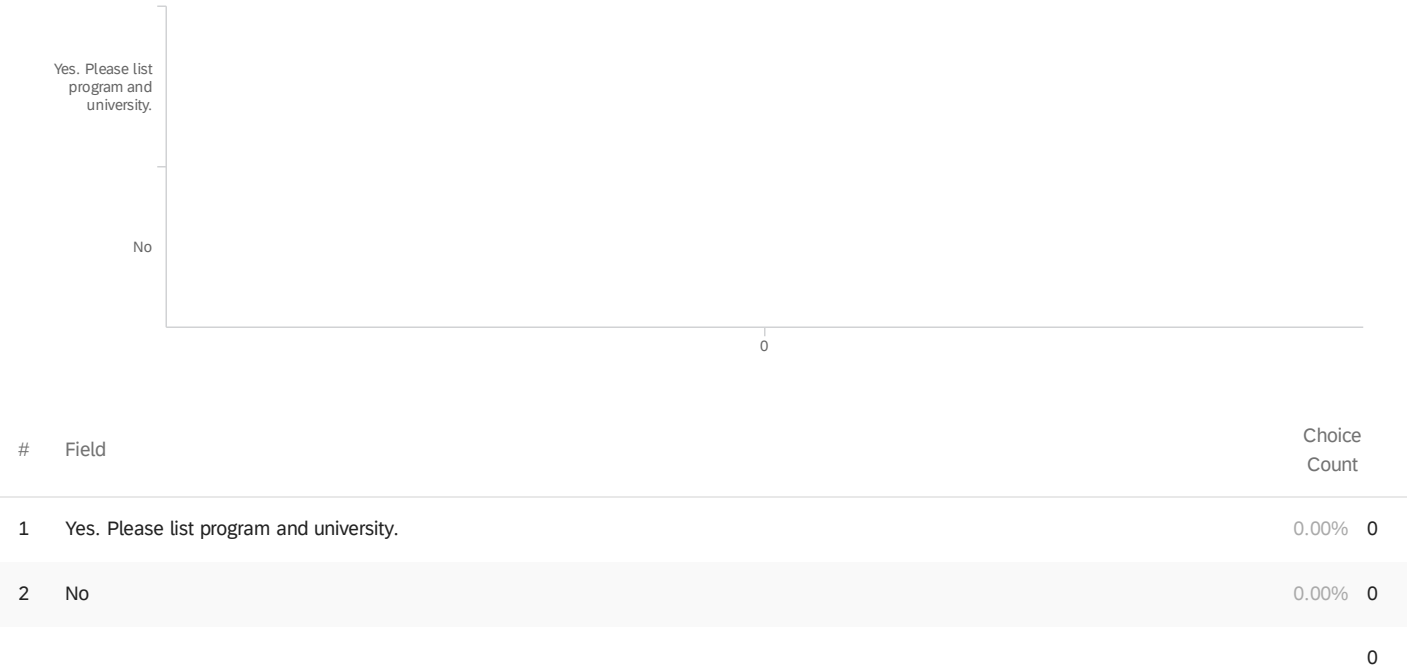 Yes. Please list
program and
university.
No
0
# Field Choice
Count
1 Yes. Please list program and university. 0.00% 0
2 No 0.00% 0
0